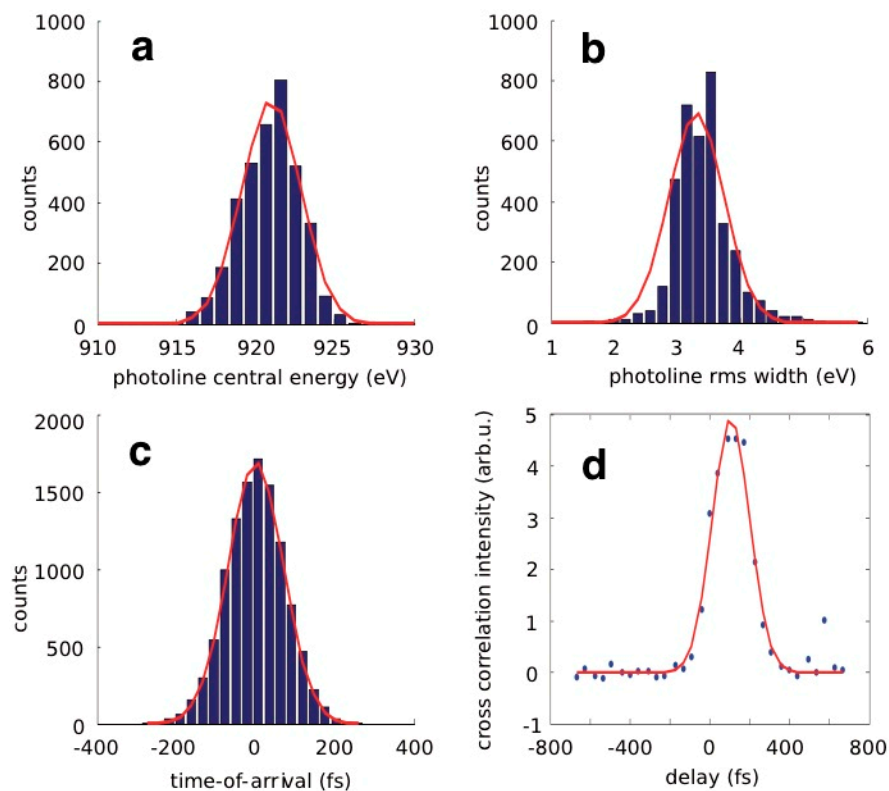 1000
800
600
400
200
0
counts
a
910 915 920 925 930
photoline central energy (eV)
1000
800
600
400
200
0
counts
b
1 2 3 4 5 6
photoline rms width (eV)
2000
1500
1000
500
0
counts
c
-400 -200 0 200 400
time-of-arrival (fs)
5
4
3
2
1
0
-1
cross correlation intensity (arb.u.)
d
-800 -400 0 400 800
delay (fs)